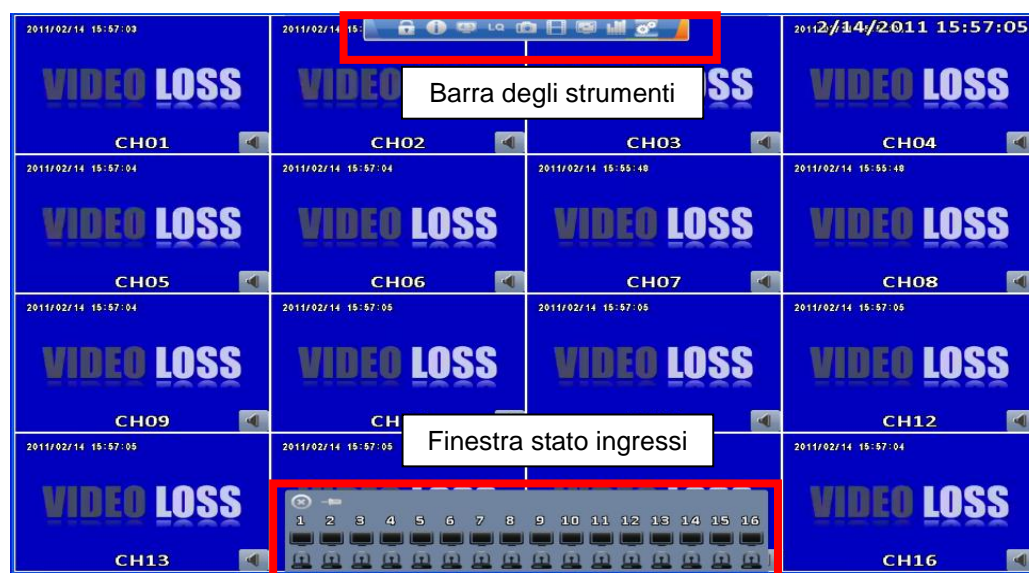 2011/02/14 15:57:03
2011/02/14 15:
LQ
2/14/2011 15:57:05
VIDEO LOSS
VIDEO
Barra degli strumenti
SS
VIDEO LOSS
CH01
CH02
CH03
CH04
2011/02/14 15:57:04
2011/02/14 15:57:04
2011/02/14 15:55:48
2011/02/14 15:55:48
VIDEO LOSS
VIDEO LOSS
VIDEO LOSS
VIDEO LOSS
CH05
CH06
CH07
CH08
2011/02/14 15:57:04
2011/02/14 15:57:05
2011/02/14 15:57:05
2011/02/14 15:57:05
VIDEO LOSS
VIDEO LOSS
VIDEO LOSS
VIDEO LOSS
CH09
CH
Finestra stato ingressi
CH12
2011/02/14 15:57:05
2011/02/14 15:57:05
2011/02/14 15:57:04
VIDEO LOSS
VIDEO LOSS
1 2 3 4 5 6 7 8 9 10 11 12 13 14 15 16
CH13
CH16